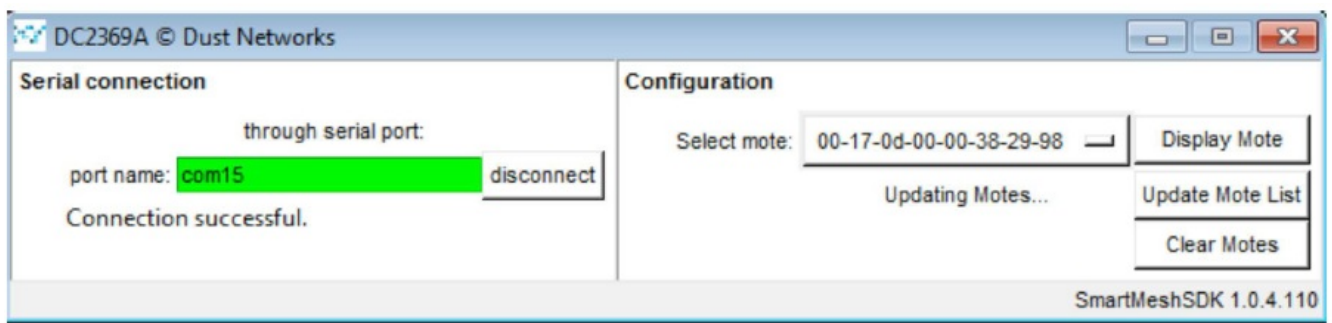 DC2369A © Dust Networks
Serial connection
through serial port:
port name: com15 disconnect
Connection successful.
Configuration
Select mote: 00-17-0d-00-00-38-29-98 Display Mote
Updating Motes... Update Mote List
Clear Motes
SmartMeshSDK 1.0.4.110